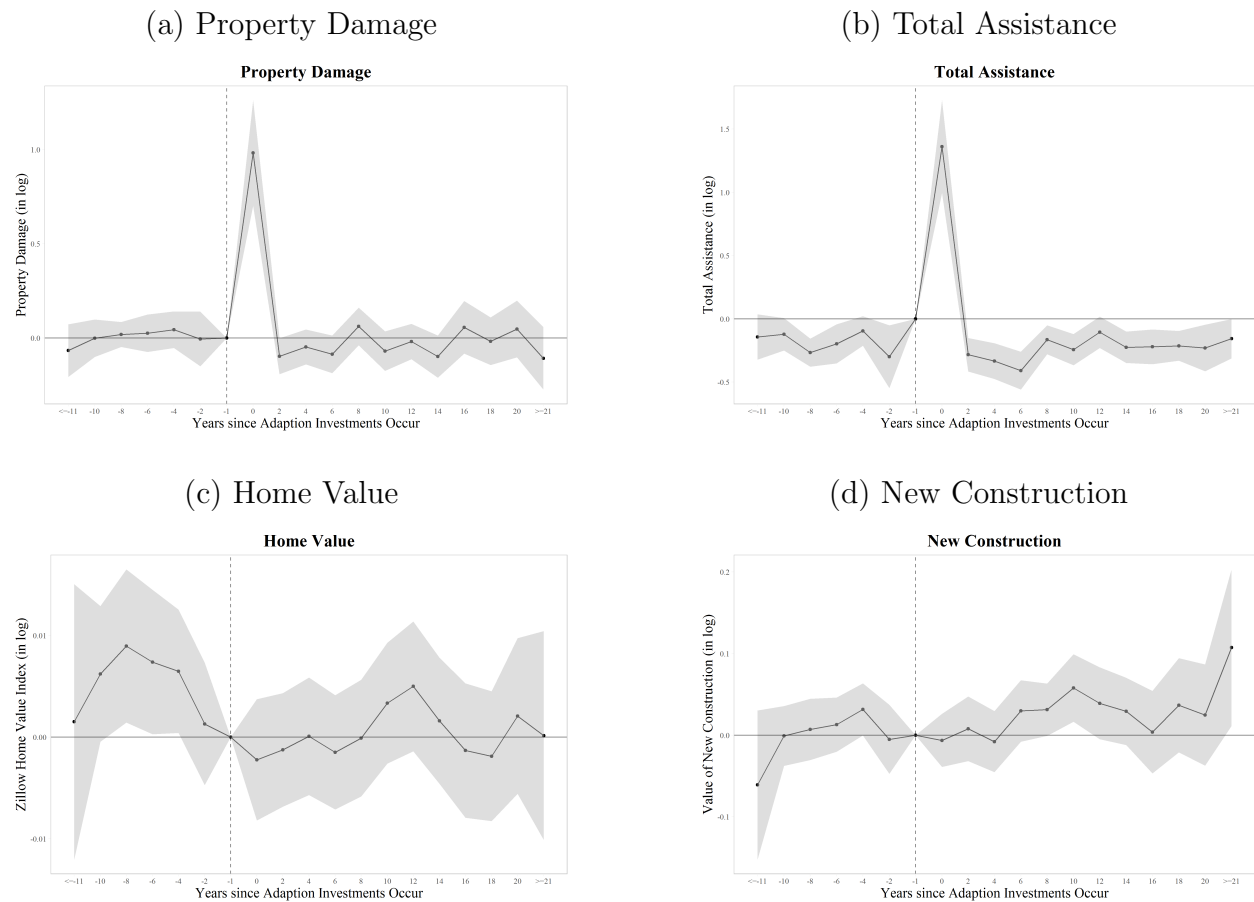 (a) Property Damage
Property Damage
Property Damage (in log)
1.0
0.5
0.0
<=-11 -10 -8 -6 -4 -2 -1 0 2 4 6 8 10 12 14 16 18 20 >=21
Years since Adaption Investments Occur
(b) Total Assistance
Total Assistance
Total Assistance (in log)
1.5
1.0
0.5
0.0
-0.5
<=-11 -10 -8 -6 -4 -2 -1 0 2 4 6 8 10 12 14 16 18 20 >=21
Years since Adaption Investments Occur
(c) Home Value
Home Value
Zillow Home Value Index (in log)
0.01
0.00
-0.01
<=-11 -10 -8 -6 -4 -2 -1 0 2 4 6 8 10 12 14 16 18 20 >=21
Years since Adaption Investments Occur
(d) New Construction
New Construction
Value of New Construction (in log)
0.2
0.1
0.0
-0.1
<=-11 -10 -8 -6 -4 -2 -1 0 2 4 6 8 10 12 14 16 18 20 >=21
Years since Adaption Investments Occur